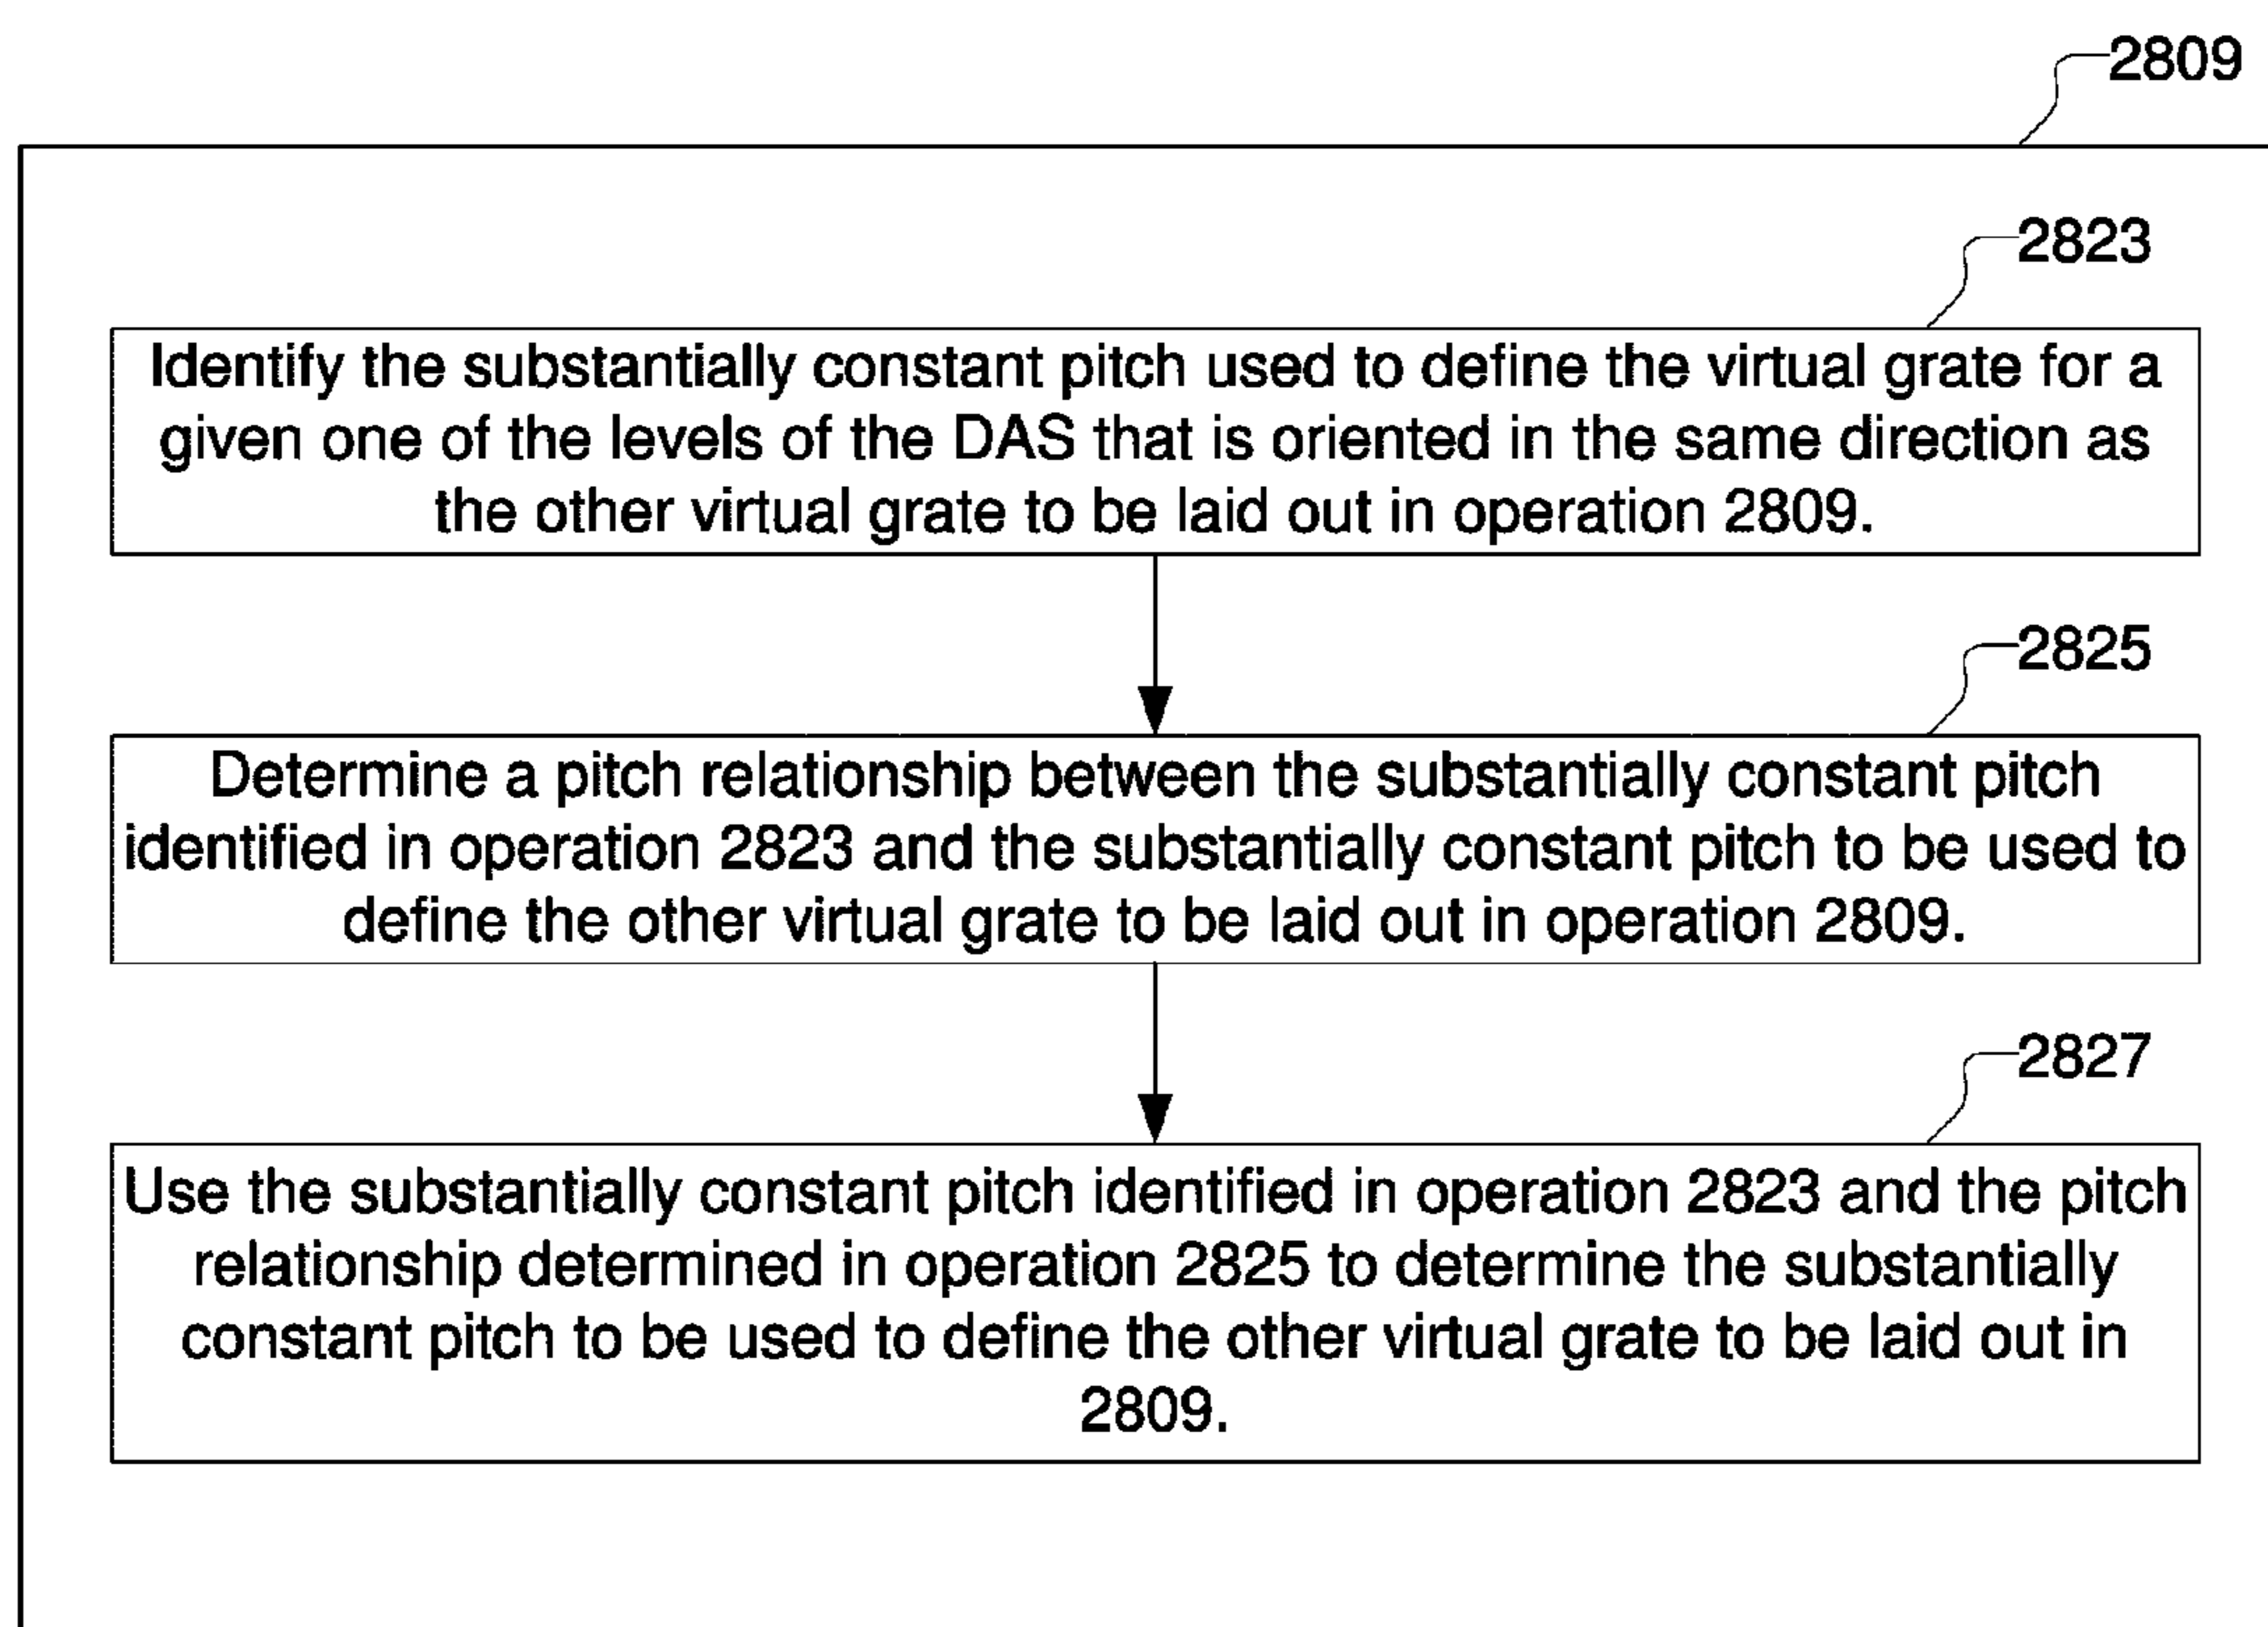 2809
2823
Identify the substantially constant pitch used to define the virtual grate for a
given one of the levels of the DAS that is oriented in the same direction as
the other virtual grate to be laid out in operation 2809.
2825
Determine a pitch relationship between the substantially constant pitch
identified in operation 2823 and the substantially constant pitch to be used to
define the other virtual grate to be laid out in operation 2809.
2827
Use the substantially constant pitch identified in operation 2823 and the pitch
relationship determined in operation 2825 to determine the substantially
constant pitch to be used to define the other virtual grate to be laid out in
2809.